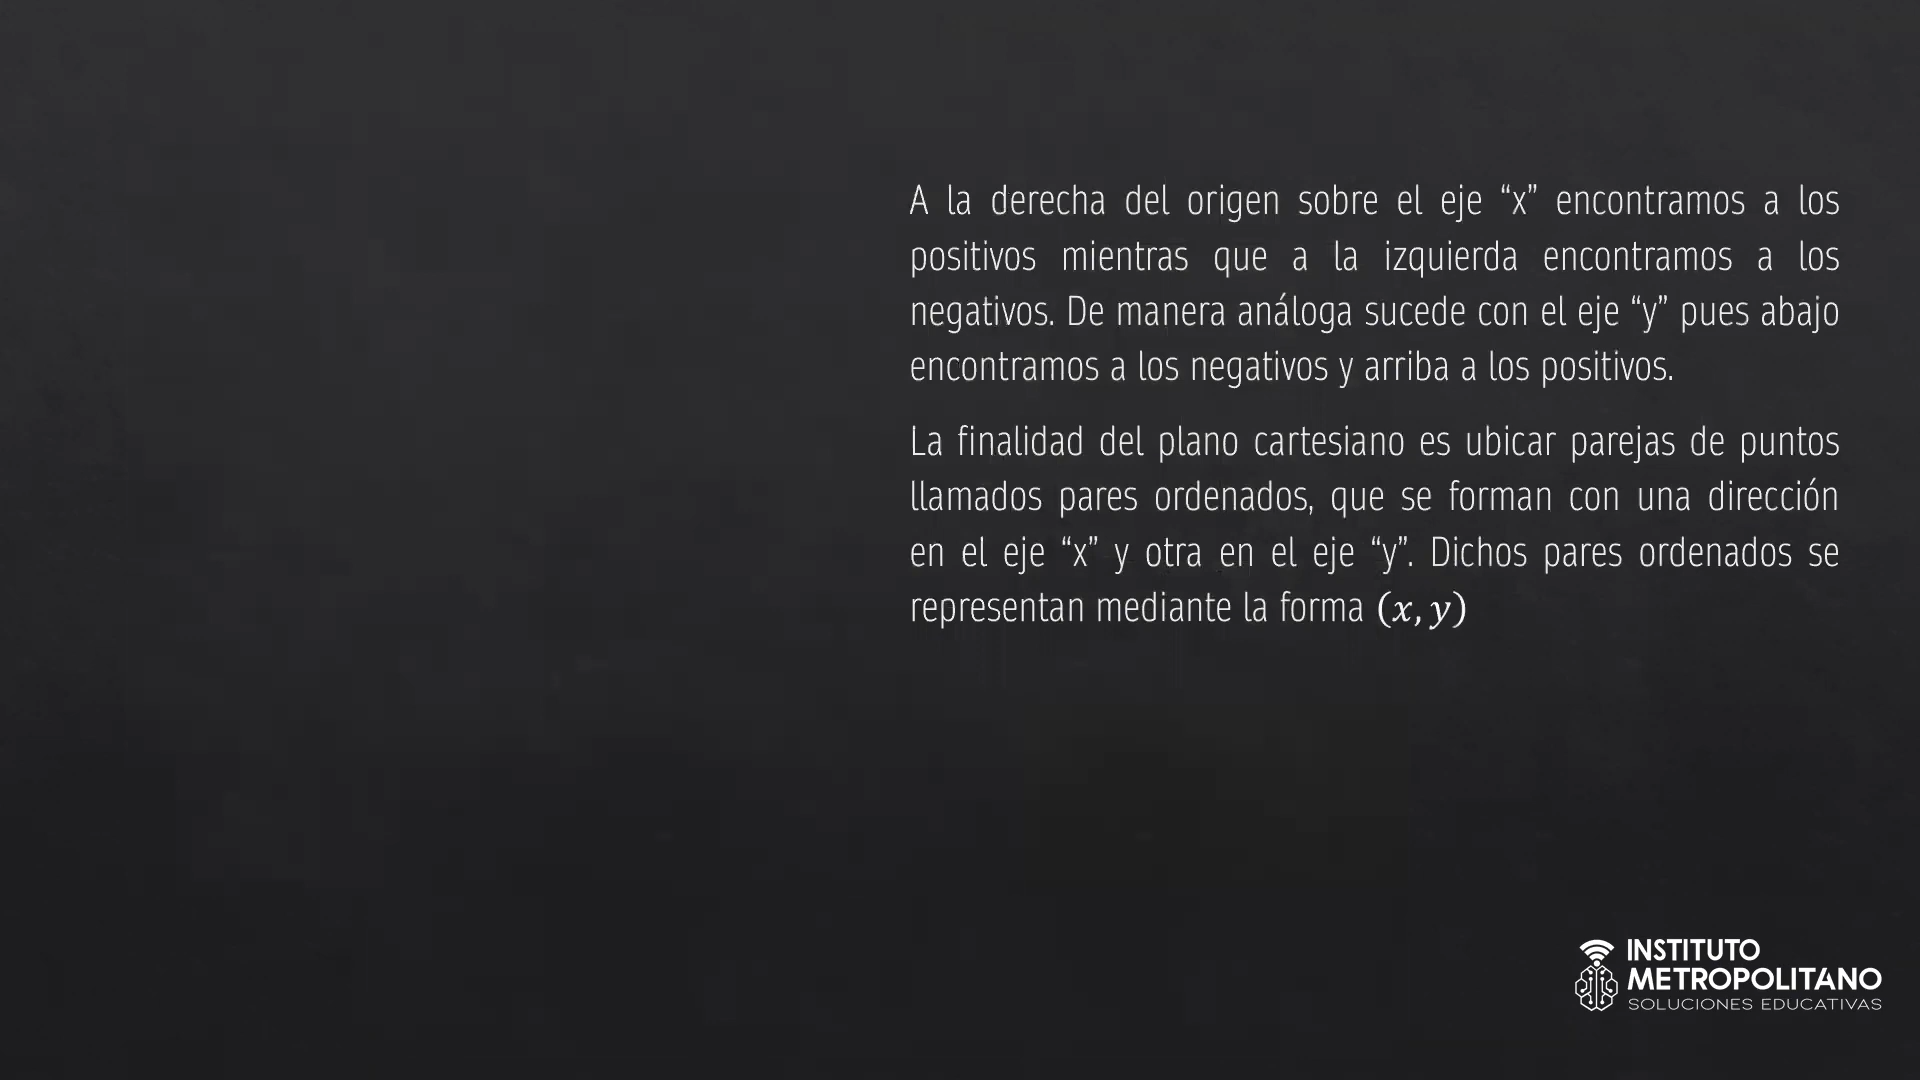 A la derecha del origen sobre el eje “x” encontramos a los
positivos mientras que a la izquierda encontramos a los
negativos. De manera análoga sucede con el eje “y” pues abajo
encontramos a los negativos y arriba a los positivos.
La finalidad del plano cartesiano es ubicar parejas de puntos
llamados pares ordenados, que se forman con una dirección
en el eje “x” y otra en el eje “y”. Dichos pares ordenados se
representan mediante la forma (x, y)
INSTITUTO
METROPOLITANO
SOLUCIONES EDUCATIVAS